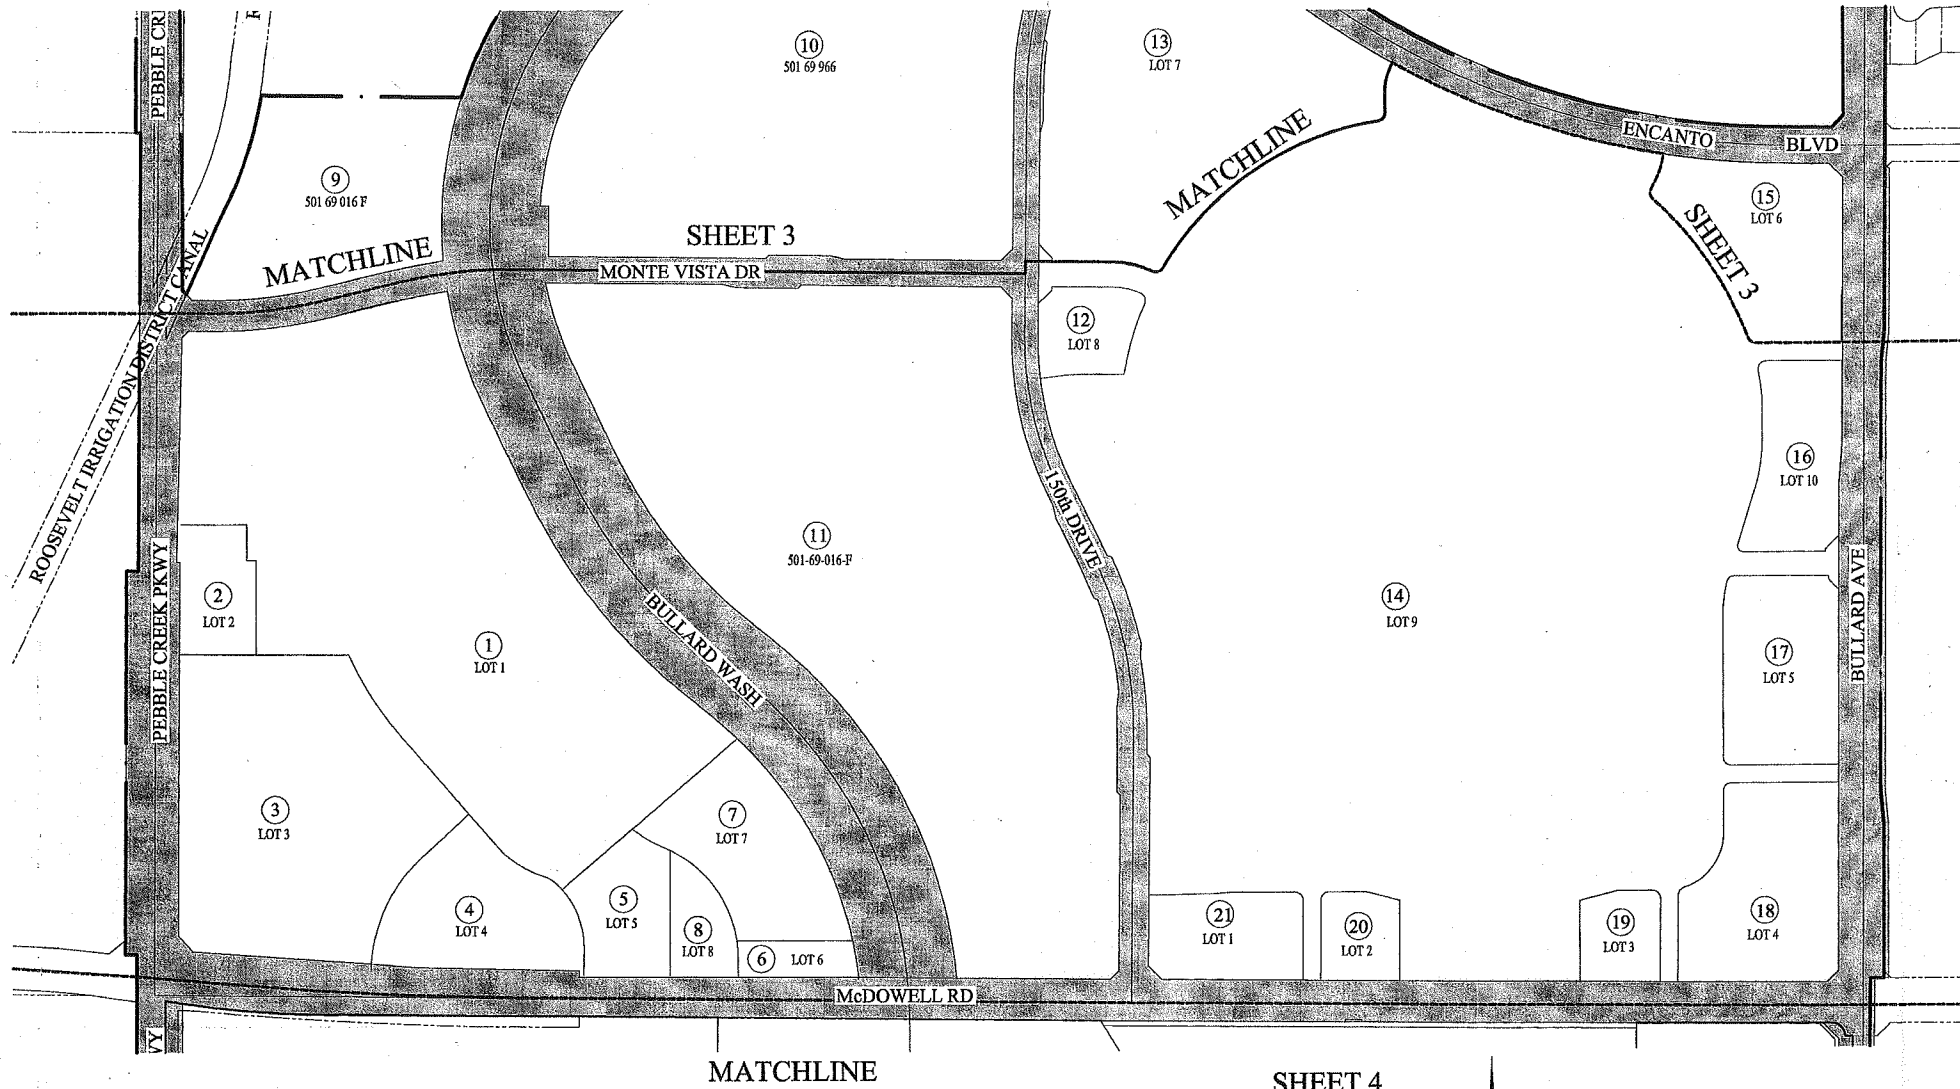 PEBBLE CR
R
10
501 69 966
13
LOT 7
ENCANTO BLVD
MATCHLINE
9
501 69 016 F
15
LOT 6
SHEET 3
SHEET 3
MATCHLINE
MONTE VISTA DR
ROOSEVELT IRRIGATION DISTRICT CANAL
12
LOT 8
16
LOT 10
150th DRIVE
11
501-69-016-F
2
LOT 2
14
LOT 9
PEBBLE CREEK PKWY
BULLARD AVE
1
LOT 1
BULLARD WASH
17
LOT 5
3
LOT 3
7
LOT 7
4
LOT 4
5
LOT 5
8
LOT 8
6 LOT 6
21
LOT 1
20
LOT 2
19
LOT 3
18
LOT 4
McDOWELL RD
WY
MATCHLINE
SHEET 4